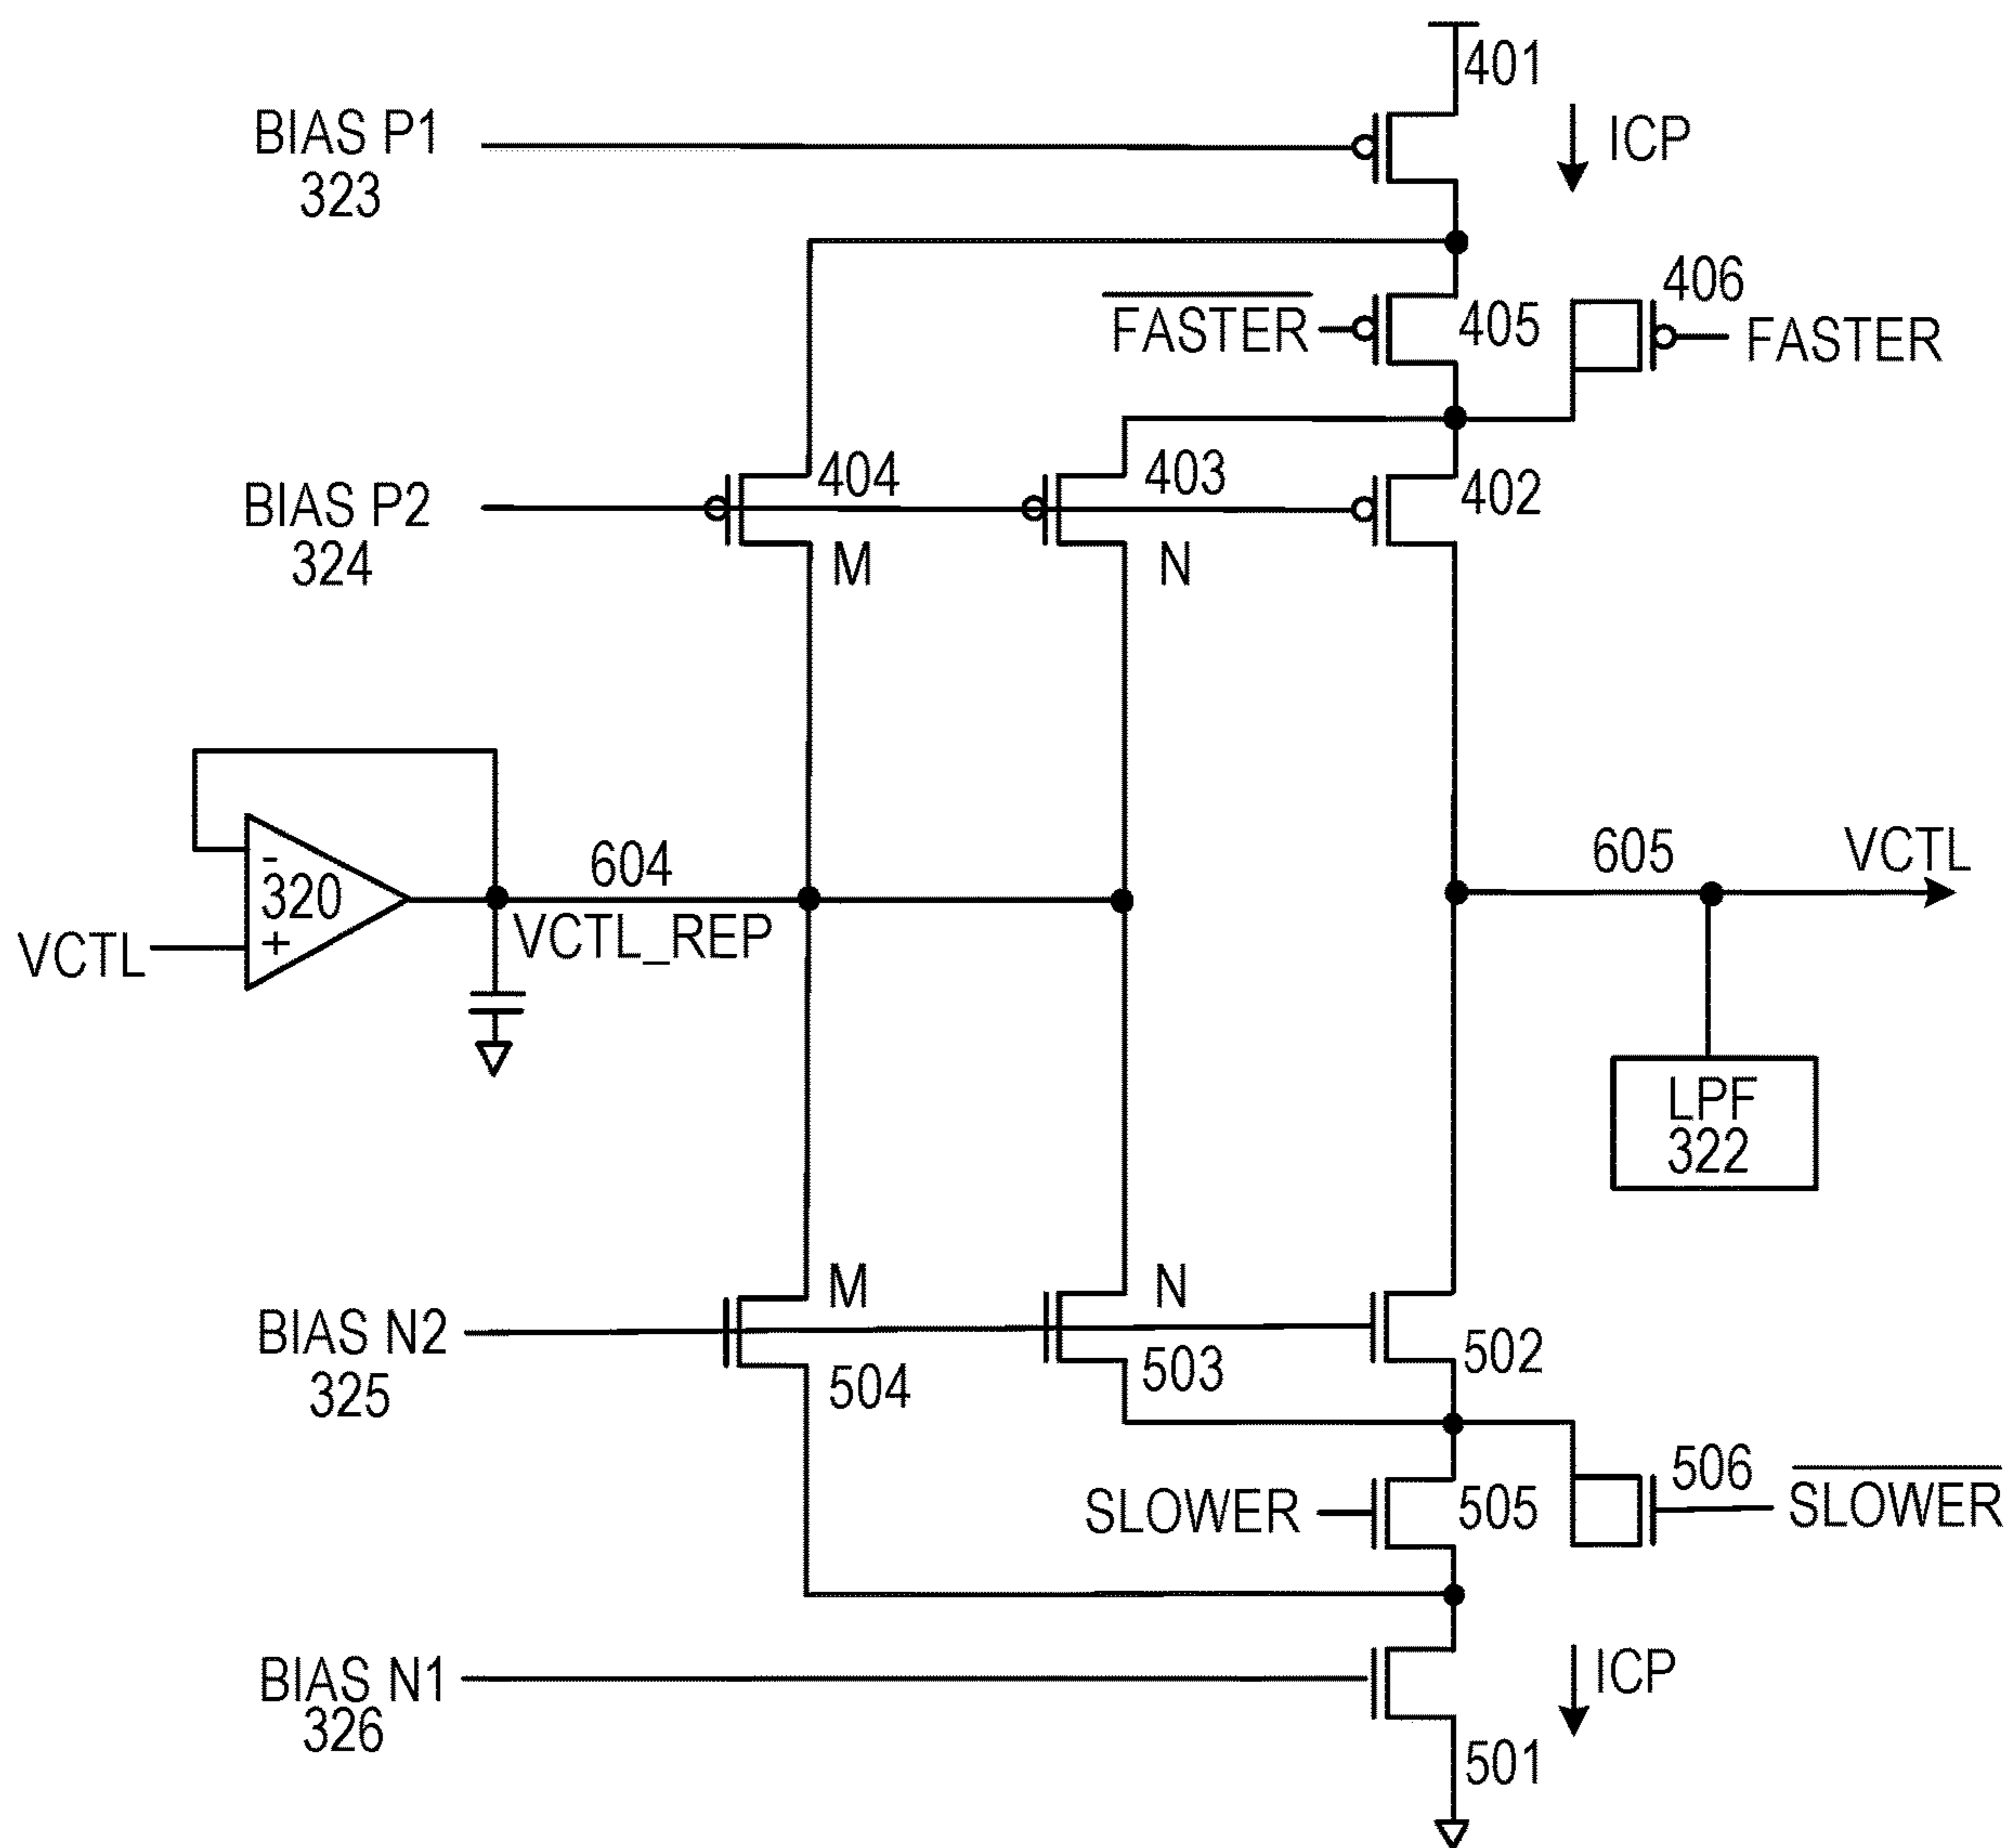 401
BIAS P1
323
ICP
406
FASTER
405
FASTER
404
403
402
BIAS P2
324
M
N
-
320
+
VCTL
604
VCTL_REP
605
VCTL
LPF
322
M
N
BIAS N2
325
504
503
502
SLOWER
505
506
SLOWER
BIAS N1
326
ICP
501